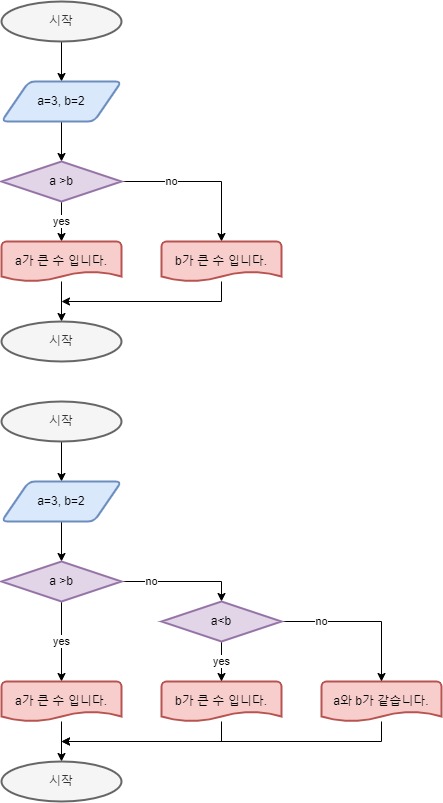 시작
a=3, b=2
a >b
no
yes
a가 큰 수 입니다.
b가 큰 수 입니다.
시작
시작
a=3, b=2
a >b
no
a<b
no
yes
yes
a가 큰 수 입니다.
b가 큰 수 입니다.
a와 b가 같습니다.
시작